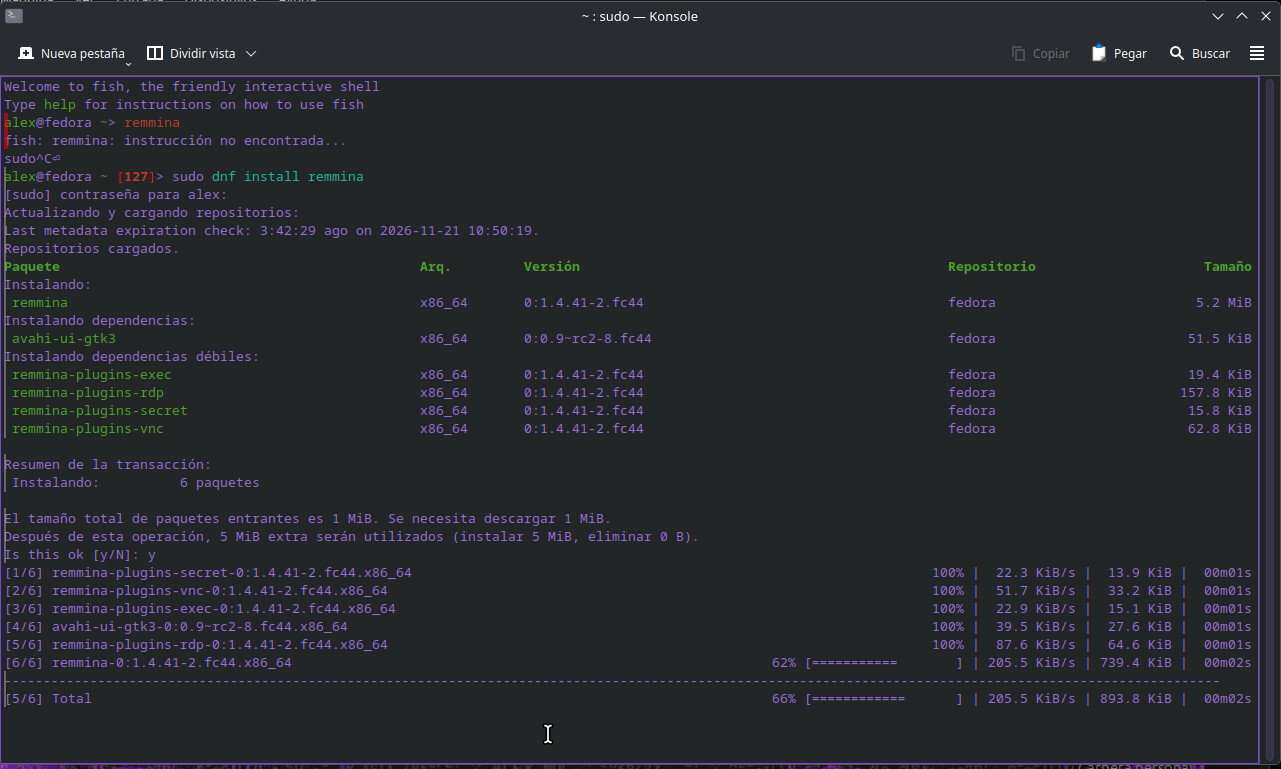 ~ : sudo — Konsole
Nueva pestaña Dividir vista Copiar Pegar Buscar
Welcome to fish, the friendly interactive shell
Type help for instructions on how to use fish
alex@fedora ~> remmina
fish: remmina: instrucción no encontrada...
sudo^C⏎
alex@fedora ~ [127]> sudo dnf install remmina
[sudo] contraseña para alex:
Actualizando y cargando repositorios:
Last metadata expiration check: 3:42:29 ago on 2026-11-21 10:50:19.
Repositorios cargados.
Paquete Arq. Versión Repositorio Tamaño
Instalando:
remmina x86_64 0:1.4.41-2.fc44 fedora 5.2 MiB
Instalando dependencias:
avahi-ui-gtk3 x86_64 0:0.9~rc2-8.fc44 fedora 51.5 KiB
Instalando dependencias débiles:
remmina-plugins-exec x86_64 0:1.4.41-2.fc44 fedora 19.4 KiB
remmina-plugins-rdp x86_64 0:1.4.41-2.fc44 fedora 157.8 KiB
remmina-plugins-secret x86_64 0:1.4.41-2.fc44 fedora 15.8 KiB
remmina-plugins-vnc x86_64 0:1.4.41-2.fc44 fedora 62.8 KiB
Resumen de la transacción:
Instalando: 6 paquetes
El tamaño total de paquetes entrantes es 1 MiB. Se necesita descargar 1 MiB.
Después de esta operación, 5 MiB extra serán utilizados (instalar 5 MiB, eliminar 0 B).
Is this ok [y/N]: y
[1/6] remmina-plugins-secret-0:1.4.41-2.fc44.x86_64 100% | 22.3 KiB/s | 13.9 KiB | 00m01s
[2/6] remmina-plugins-vnc-0:1.4.41-2.fc44.x86_64 100% | 51.7 KiB/s | 33.2 KiB | 00m01s
[3/6] remmina-plugins-exec-0:1.4.41-2.fc44.x86_64 100% | 22.9 KiB/s | 15.1 KiB | 00m01s
[4/6] avahi-ui-gtk3-0:0.9~rc2-8.fc44.x86_64 100% | 39.5 KiB/s | 27.6 KiB | 00m01s
[5/6] remmina-plugins-rdp-0:1.4.41-2.fc44.x86_64 100% | 87.6 KiB/s | 64.6 KiB | 00m01s
[6/6] remmina-0:1.4.41-2.fc44.x86_64 62% [=========== ] | 205.5 KiB/s | 739.4 KiB | 00m02s
--------------------------------------------------------------------------------------------------------------------------------------------------------
[5/6] Total 66% [============ ] | 205.5 KiB/s | 893.8 KiB | 00m02s